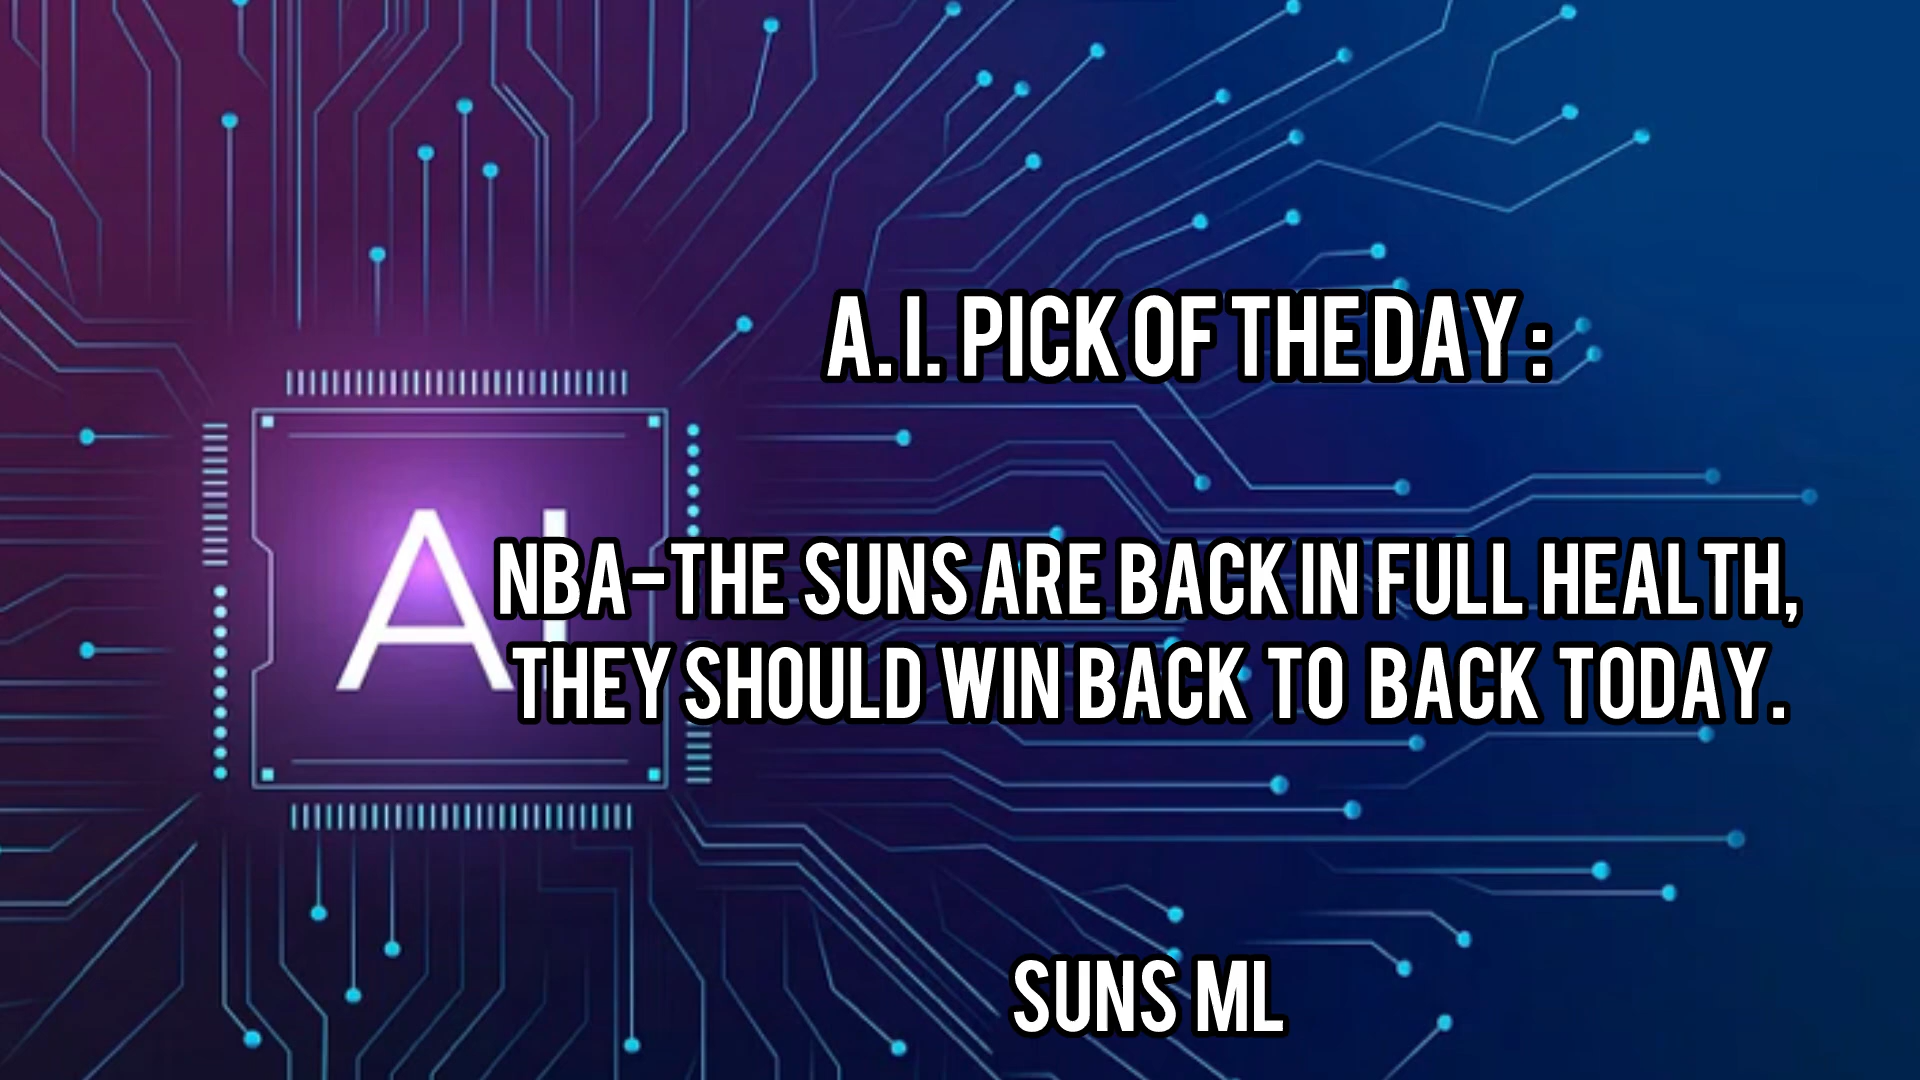 A.I. PICK OF THE DAY:
AI
NBA-THE SUNS ARE BACK IN FULL HEALTH,
THEY SHOULD WIN BACK TO BACK TODAY.
SUNS ML